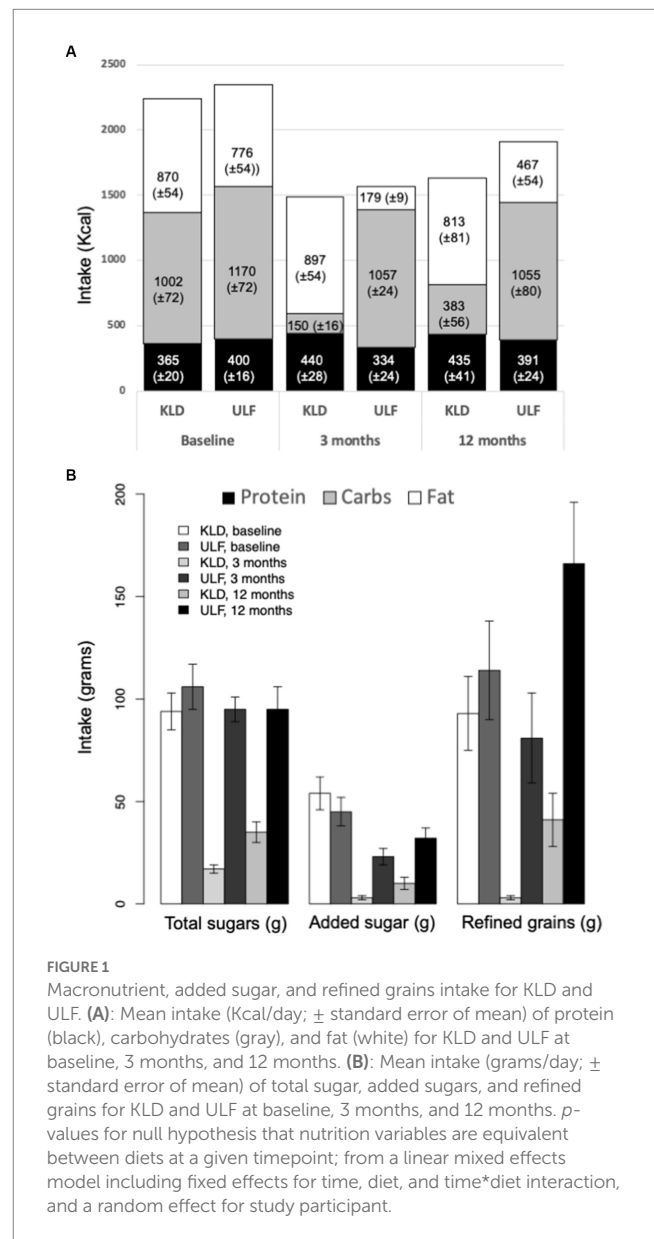 A
2500
2000
1500
1000
500
0
Intake (Kcal)
870
(±54)
1002
(±72)
365
(±20)
776
(±54))
1170
(±72)
400
(±16)
897
(±54)
150 (±16)
440
(±28)
179 (±9)
1057
(±24)
334
(±24)
813
(±81)
383
(±56)
435
(±41)
467
(±54)
1055
(±80)
391
(±24)
KLD ULF KLD ULF KLD ULF
Baseline 3 months 12 months
B
Protein Carbs Fat
KLD, baseline
ULF, baseline
KLD, 3 months
ULF, 3 months
KLD, 12 months
ULF, 12 months
200
150
100
50
0
Intake (grams)
Total sugars (g) Added sugar (g) Refined grains (g)
FIGURE 1
Macronutrient, added sugar, and refined grains intake for KLD and
ULF. (A): Mean intake (Kcal/day; ± standard error of mean) of protein
(black), carbohydrates (gray), and fat (white) for KLD and ULF at
baseline, 3 months, and 12 months. (B): Mean intake (grams/day; ±
standard error of mean) of total sugar, added sugars, and refined
grains for KLD and ULF at baseline, 3 months, and 12 months. p-
values for null hypothesis that nutrition variables are equivalent
between diets at a given timepoint; from a linear mixed effects
model including fixed effects for time, diet, and time*diet interaction,
and a random effect for study participant.